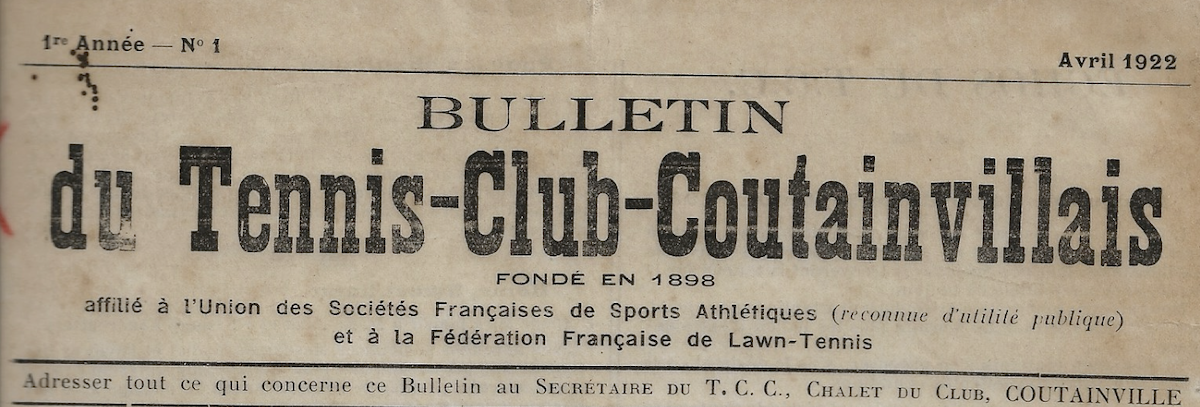 1re Année — No 1
Avril 1922
BULLETIN
du Tennis-Club-Coutainvillais
FONDÉ EN 1898
affilié à l'Union des Sociétés Françaises de Sports Athlétiques (reconnue d'utilité publique)
et à la Fédération Française de Lawn-Tennis
Adresser tout ce qui concerne ce Bulletin au SECRÉTAIRE DU T. C. C., CHALET DU CLUB, COUTAINVILLE